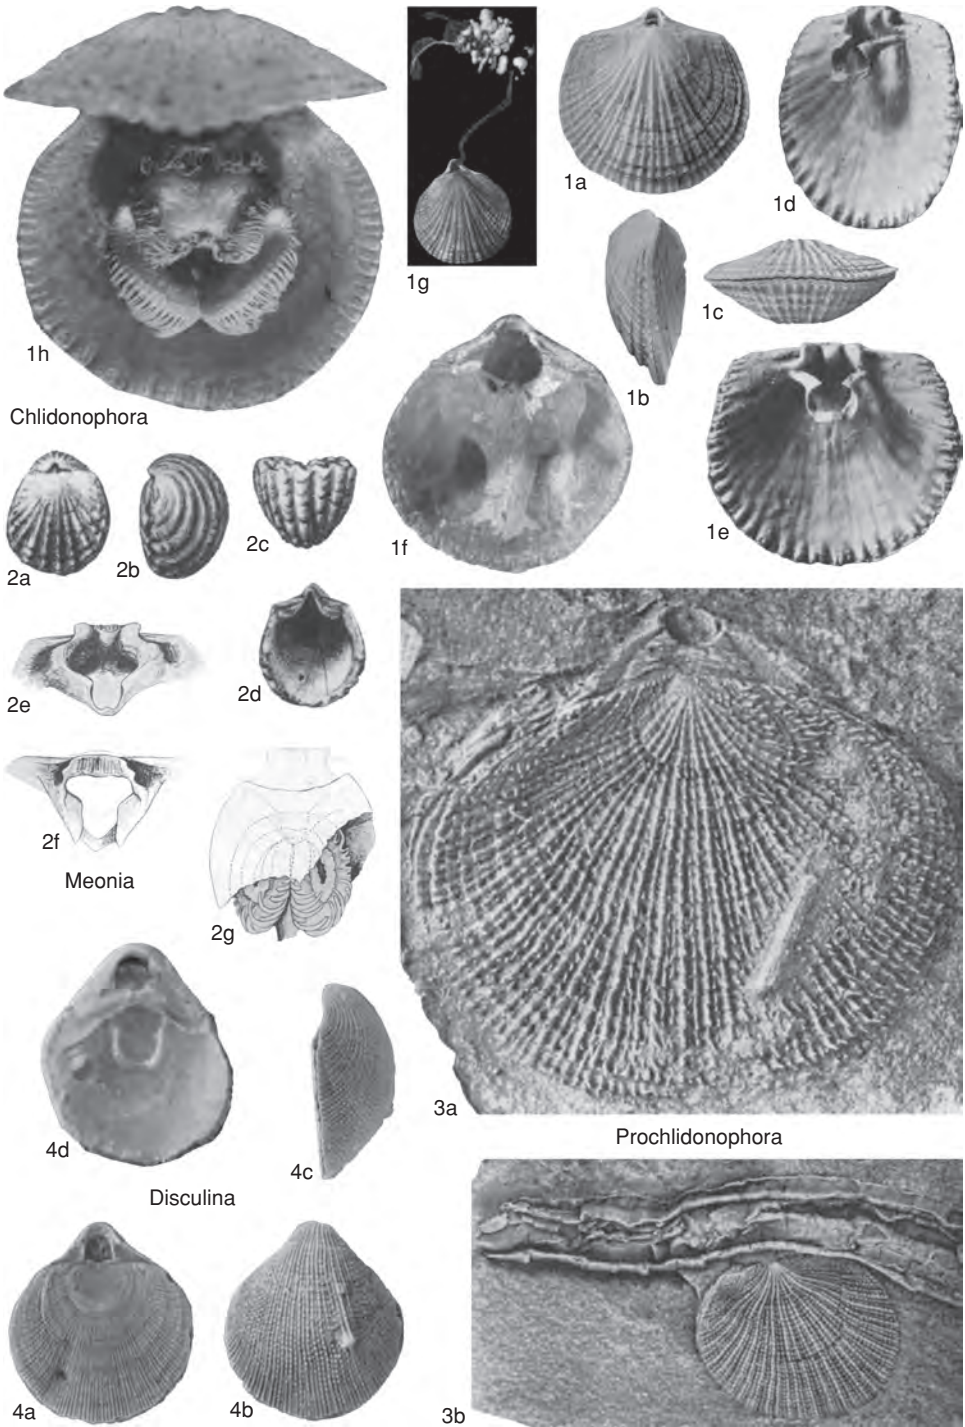 1g
1a
1d
1h
1b
1c
Chlidonophora
2a
2b
2c
1f
1e
2e
2d
2f
Meonia
2g
4d
4c
3a
Disculina
Prochlidonophora
4a
4b
3b